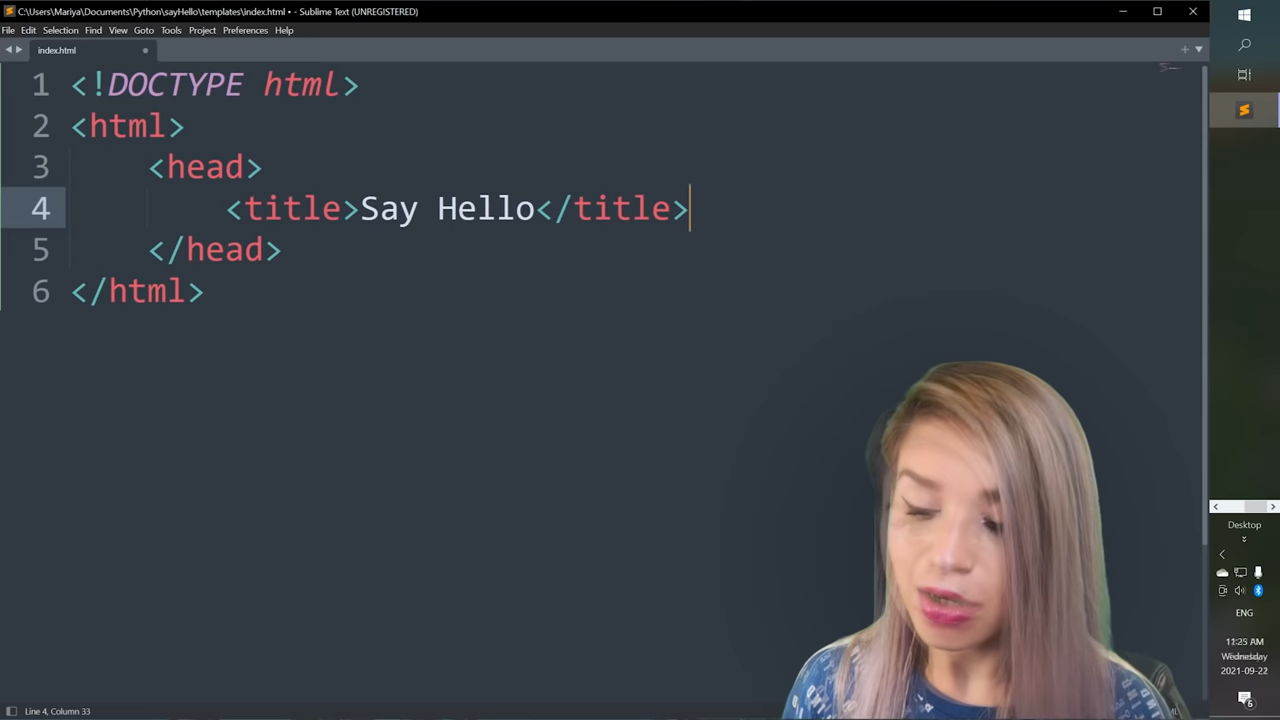 C:\Users\Mariya\Documents\Python\sayHello\templates\index.html • - Sublime Text (UNREGISTERED)
File Edit Selection Find View Goto Tools Project Preferences Help
index.html
1 <!DOCTYPE html>
2 <html>
3 <head>
4 <title>Say Hello</title>
5 </head>
6 </html>
Desktop
ENG
11:25 AM
Wednesday
2021-09-22
6
Line 4, Column 33